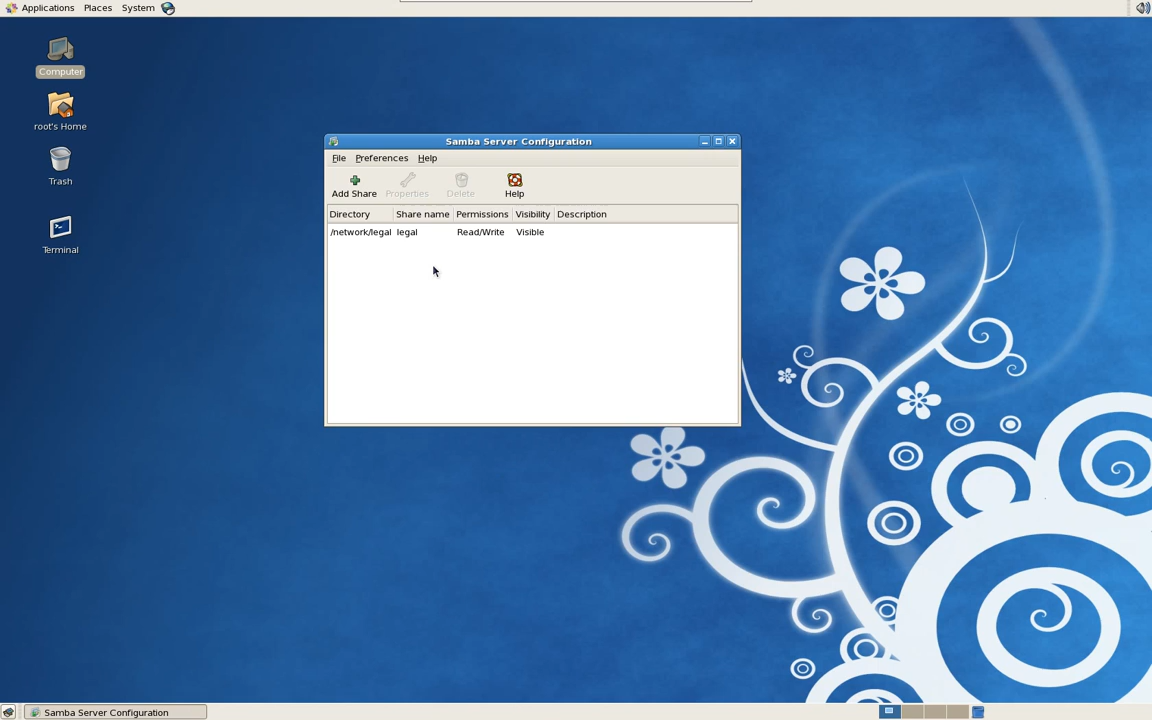 Applications Places System
Computer
root's Home
Trash
Terminal
Samba Server Configuration
File Preferences Help
Add Share Properties Delete Help
Directory Share name Permissions Visibility Description
/network/legal legal Read/Write Visible
Samba Server Configuration